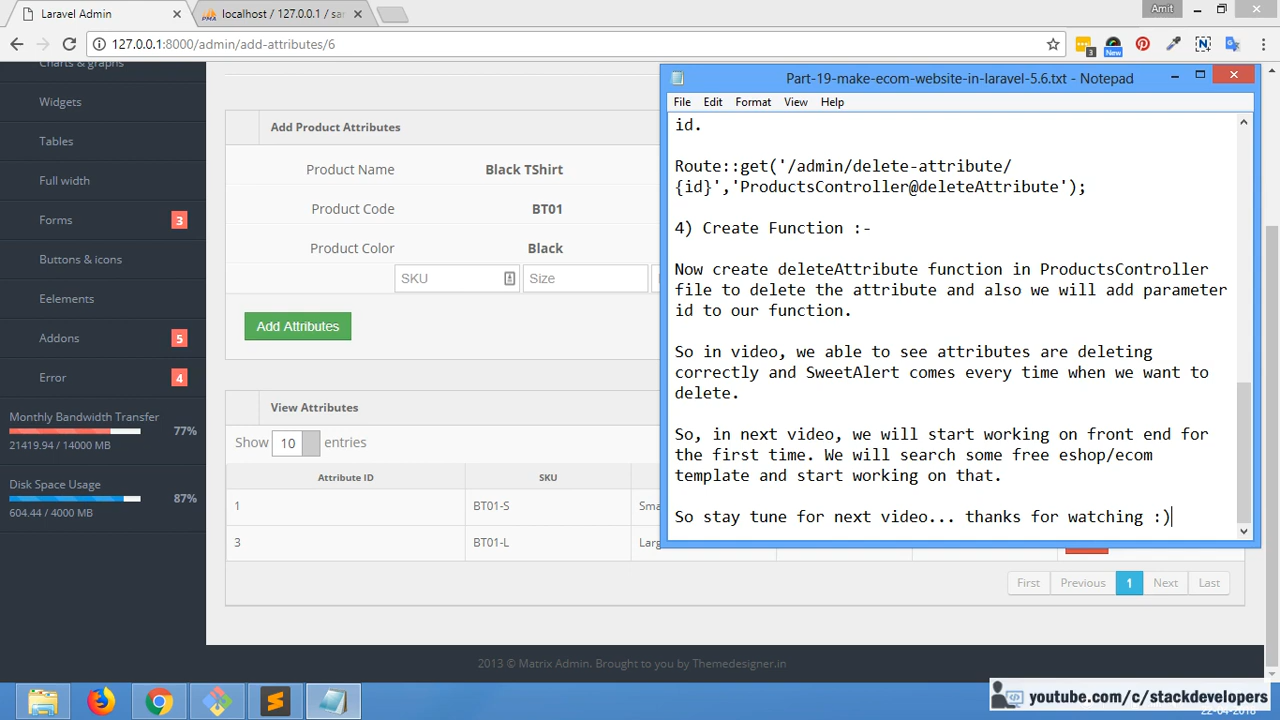 Laravel Admin
localhost / 127.0.0.1 / sar
Amit
127.0.0.1:8000/admin/add-attributes/6
3
New
Charts & graphs
Widgets
Tables
Full width
Forms 3
Buttons & icons
Eelements
Addons 5
Error 4
Monthly Bandwidth Transfer
77%
21419.94 / 14000 MB
Disk Space Usage
87%
604.44 / 4000 MB
Add Product Attributes
Product Name Black TShirt
Product Code BT01
Product Color Black
SKU Size
Add Attributes
View Attributes
Show 10 entries
Attribute ID SKU
1 BT01-S Sma
3 BT01-L Larg
First Previous 1 Next Last
2013 © Matrix Admin. Brought to you by Themedesigner.in
Part-19-make-ecom-website-in-laravel-5.6.txt - Notepad
File Edit Format View Help
id.
Route::get('/admin/delete-attribute/
{id}','ProductsController@deleteAttribute');
4) Create Function :-
Now create deleteAttribute function in ProductsController
file to delete the attribute and also we will add parameter
id to our function.
So in video, we able to see attributes are deleting
correctly and SweetAlert comes every time when we want to
delete.
So, in next video, we will start working on front end for
the first time. We will search some free eshop/ecom
template and start working on that.
So stay tune for next video... thanks for watching :)
youtube.com/c/stackdevelopers